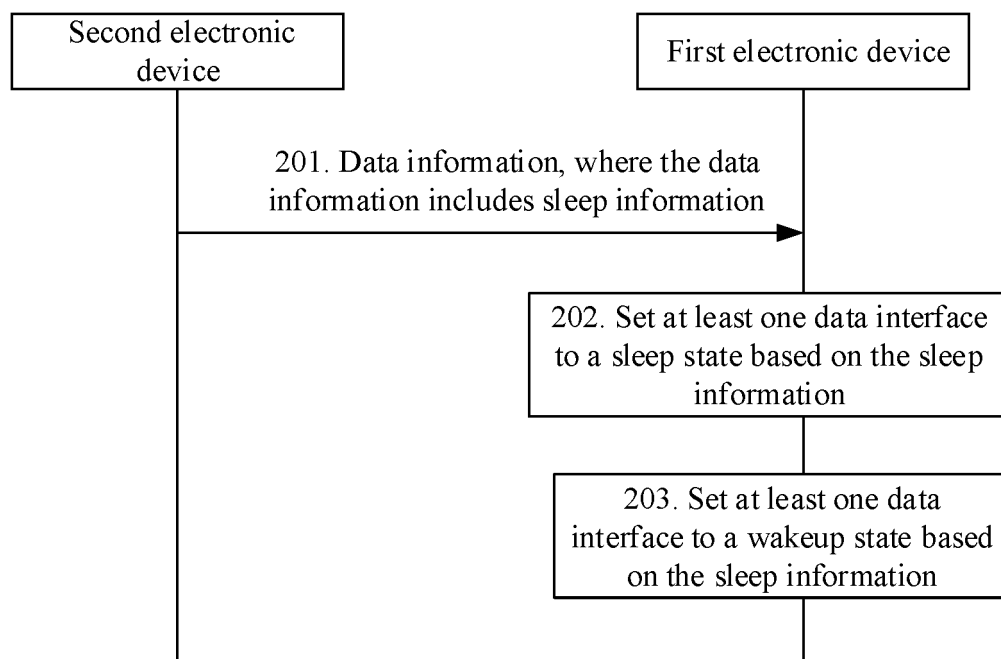 Second electronic
device
First electronic device
201. Data information, where the data
information includes sleep information
202. Set at least one data interface
to a sleep state based on the sleep
information
203. Set at least one data
interface to a wakeup state based
on the sleep information